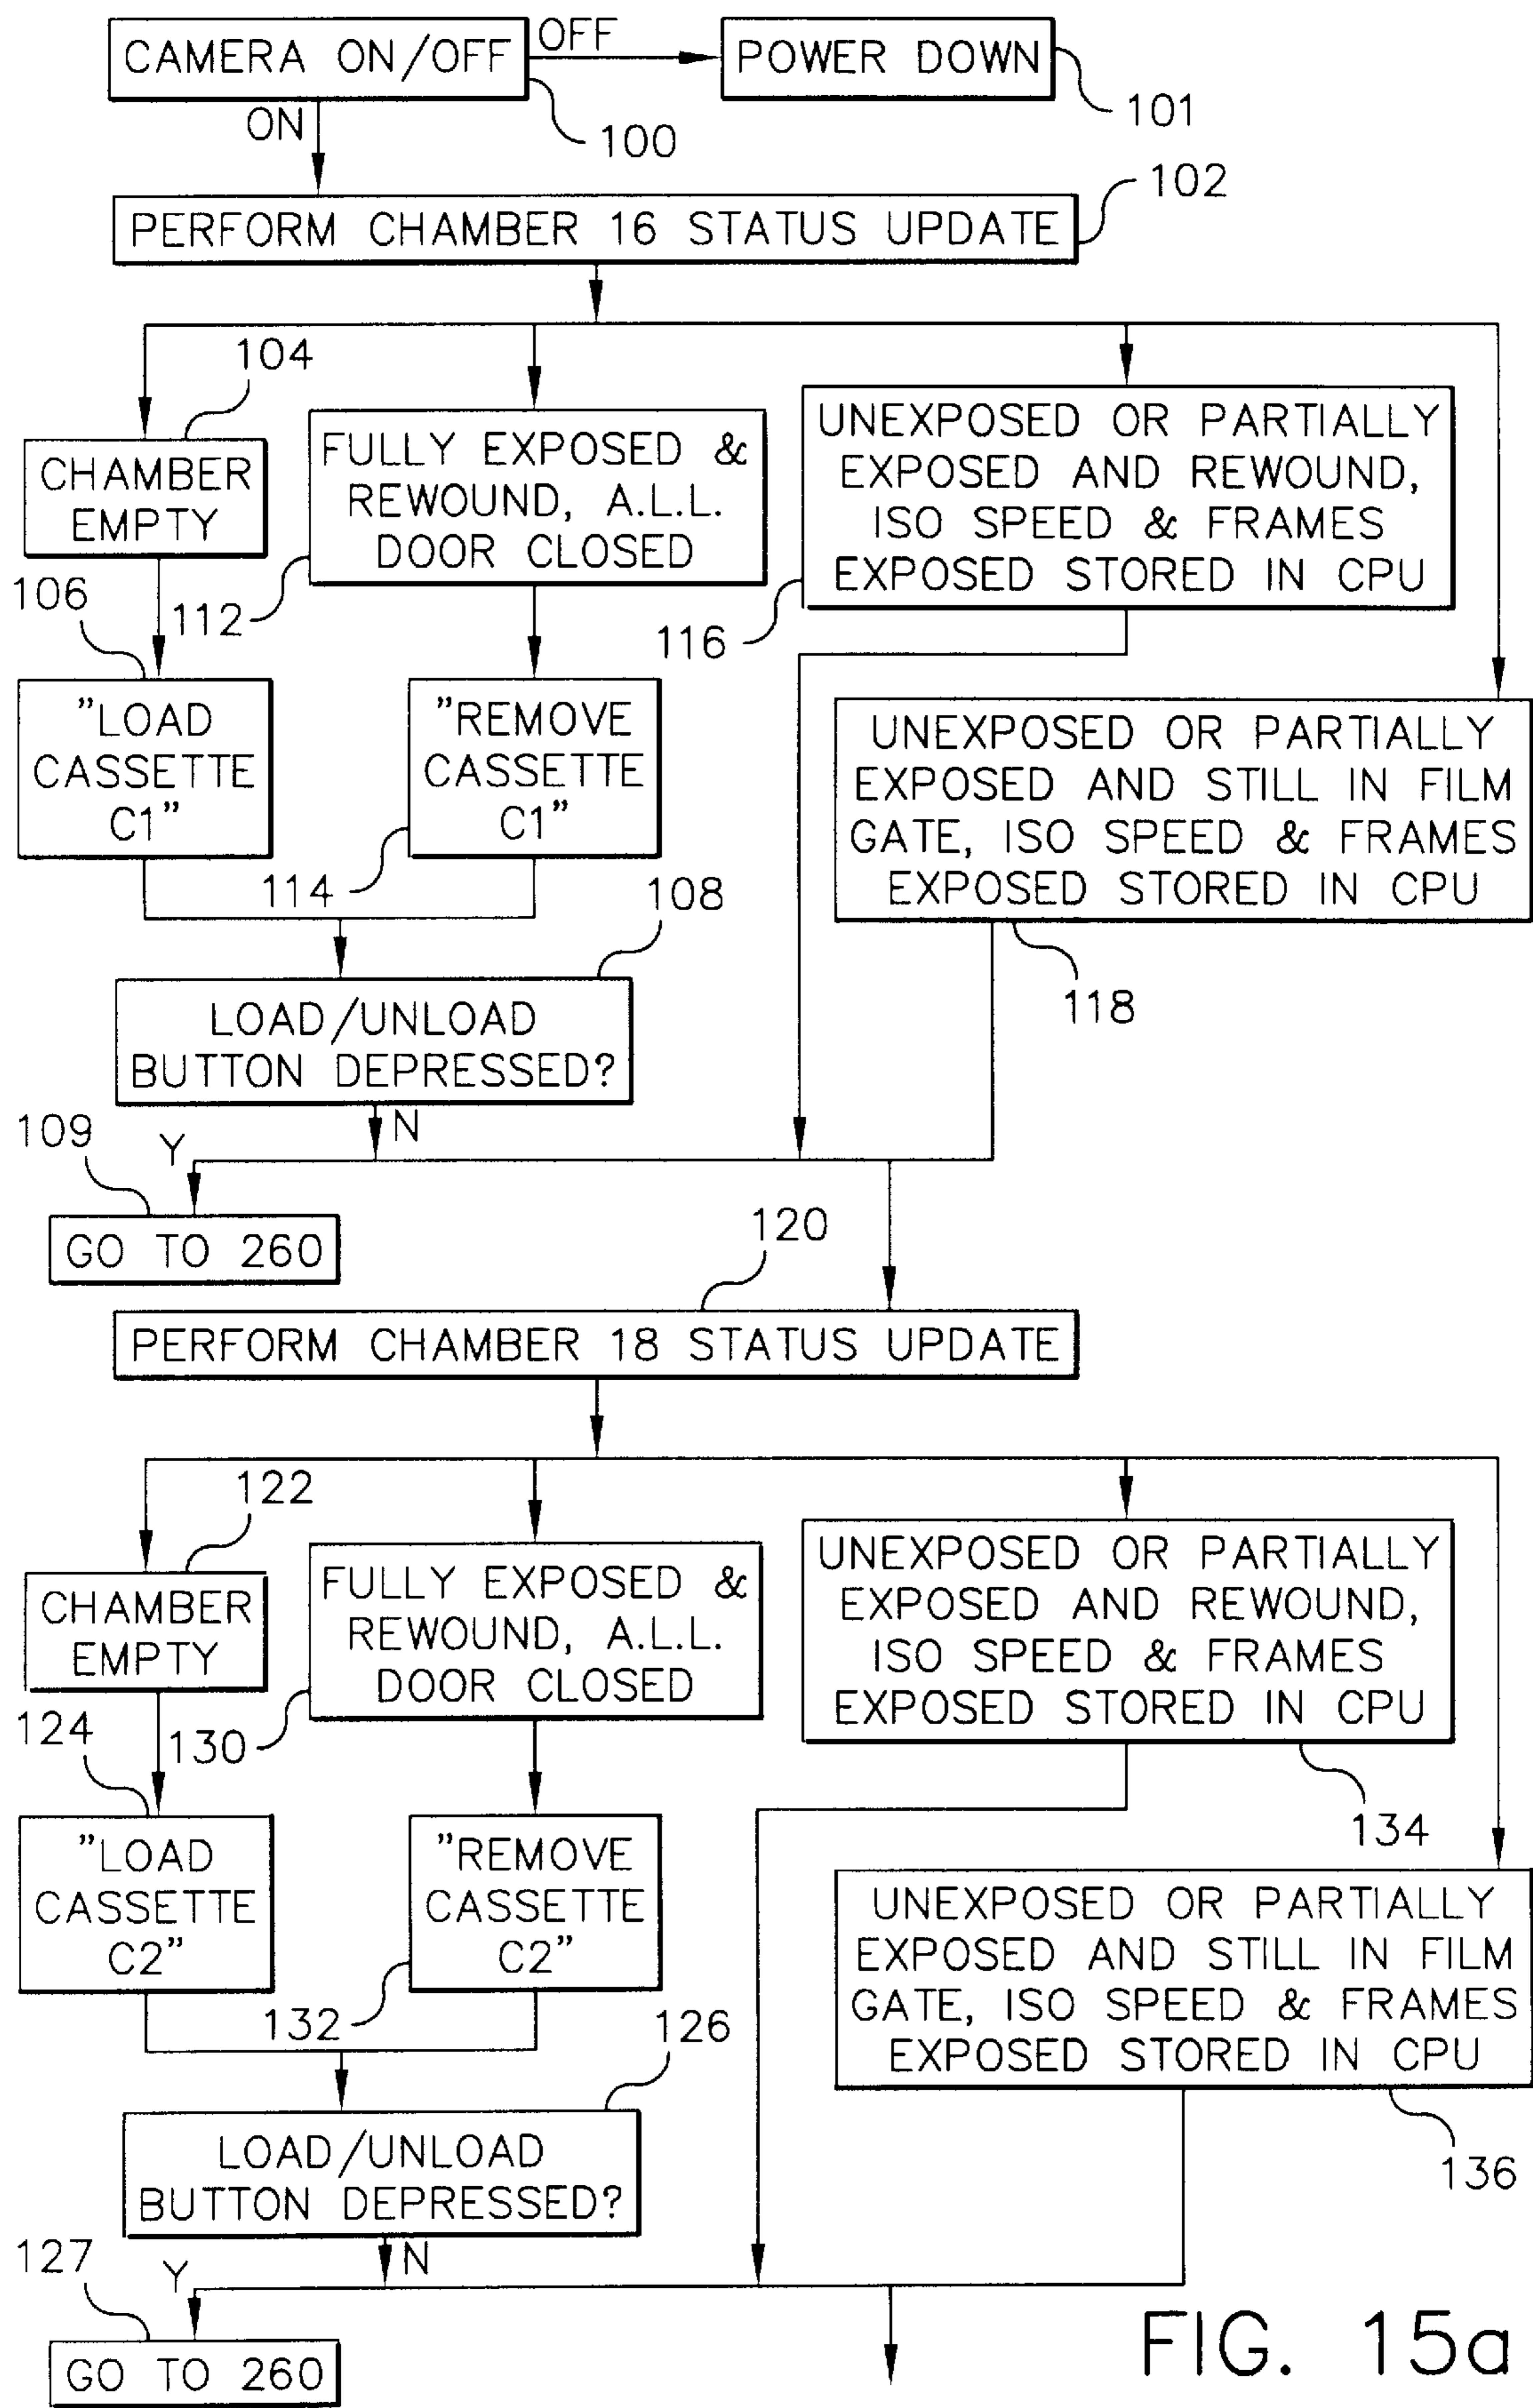 CAMERA ON/OFF
OFF
POWER DOWN
101
ON
100
102
PERFORM CHAMBER 16 STATUS UPDATE
104
CHAMBER
EMPTY
FULLY EXPOSED &
REWOUND, A.L.L.
DOOR CLOSED
UNEXPOSED OR PARTIALLY
EXPOSED AND REWOUND,
ISO SPEED & FRAMES
EXPOSED STORED IN CPU
106
112
116
"LOAD
CASSETTE
C1"
"REMOVE
CASSETTE
C1"
UNEXPOSED OR PARTIALLY
EXPOSED AND STILL IN FILM
GATE, ISO SPEED & FRAMES
EXPOSED STORED IN CPU
114
108
118
LOAD/UNLOAD
BUTTON DEPRESSED?
109
Y
N
GO TO 260
120
PERFORM CHAMBER 18 STATUS UPDATE
122
CHAMBER
EMPTY
FULLY EXPOSED &
REWOUND, A.L.L.
DOOR CLOSED
UNEXPOSED OR PARTIALLY
EXPOSED AND REWOUND,
ISO SPEED & FRAMES
EXPOSED STORED IN CPU
124
130
134
"LOAD
CASSETTE
C2"
"REMOVE
CASSETTE
C2"
UNEXPOSED OR PARTIALLY
EXPOSED AND STILL IN FILM
GATE, ISO SPEED & FRAMES
EXPOSED STORED IN CPU
132
126
136
LOAD/UNLOAD
BUTTON DEPRESSED?
127
Y
N
GO TO 260
FIG. 15a